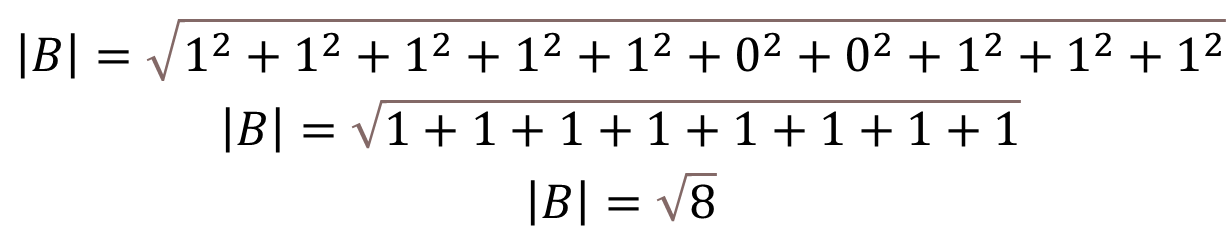 |B| = √1² + 1² + 1² + 1² + 1² + 0² + 0² + 1² + 1² + 1²
|B| = √1 + 1 + 1 + 1 + 1 + 1 + 1 + 1
|B| = √8